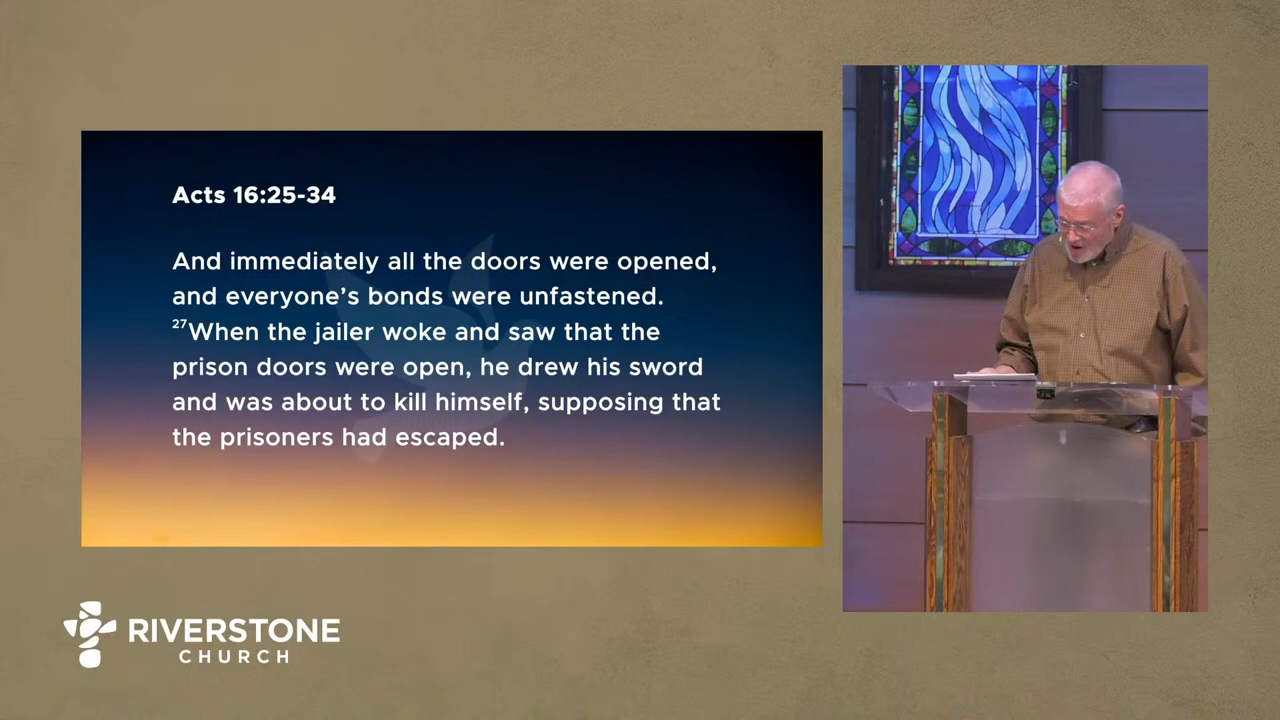 Acts 16:25-34
And immediately all the doors were opened,
and everyone’s bonds were unfastened.
27When the jailer woke and saw that the
prison doors were open, he drew his sword
and was about to kill himself, supposing that
the prisoners had escaped.
RIVERSTONE
CHURCH